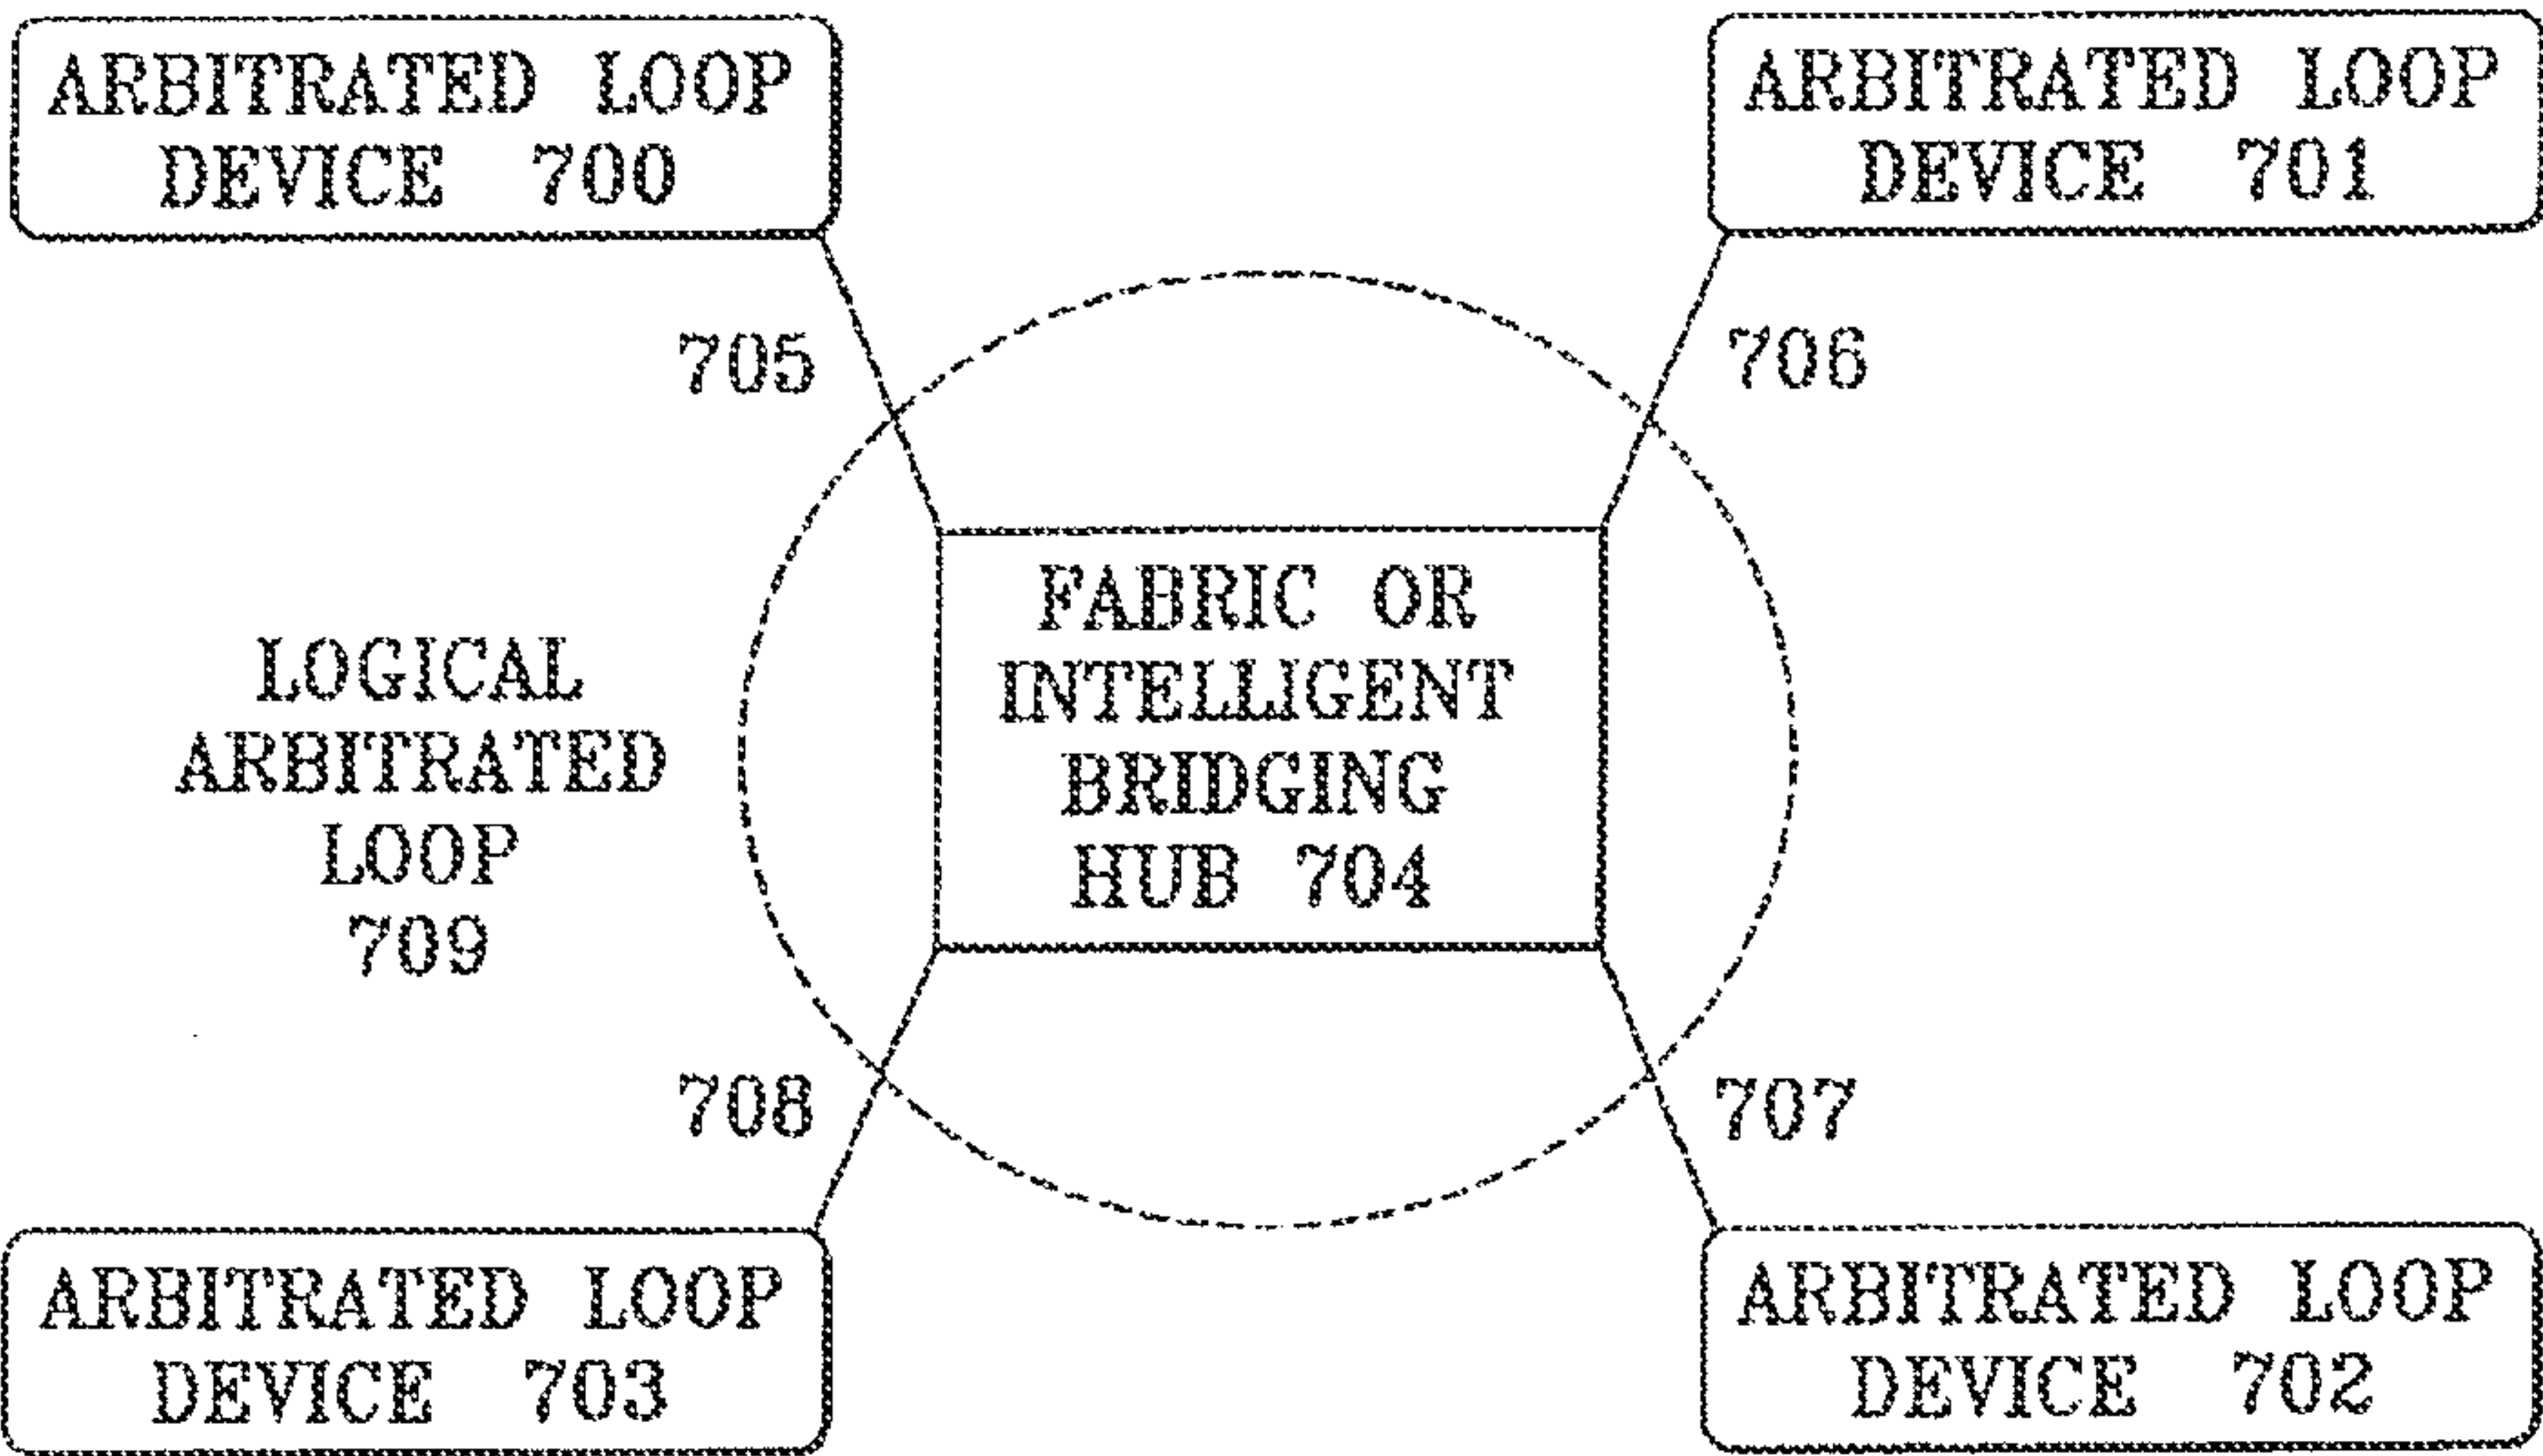 ARBITRATED LOOP
DEVICE 700
ARBITRATED LOOP
DEVICE 701
705
706
FABRIC OR
INTELLIGENT
BRIDGING
HUB 704
LOGICAL
ARBITRATED
LOOP
709
708
707
ARBITRATED LOOP
DEVICE 703
ARBITRATED LOOP
DEVICE 702